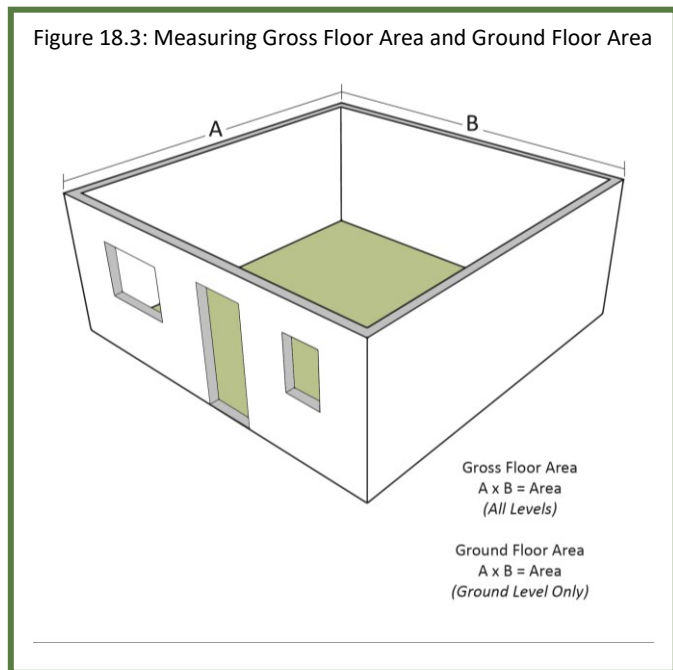 Figure 18.3: Measuring Gross Floor Area and Ground Floor Area
A
B
Gross Floor Area
A x B = Area
(All Levels)
Ground Floor Area
A x B = Area
(Ground Level Only)